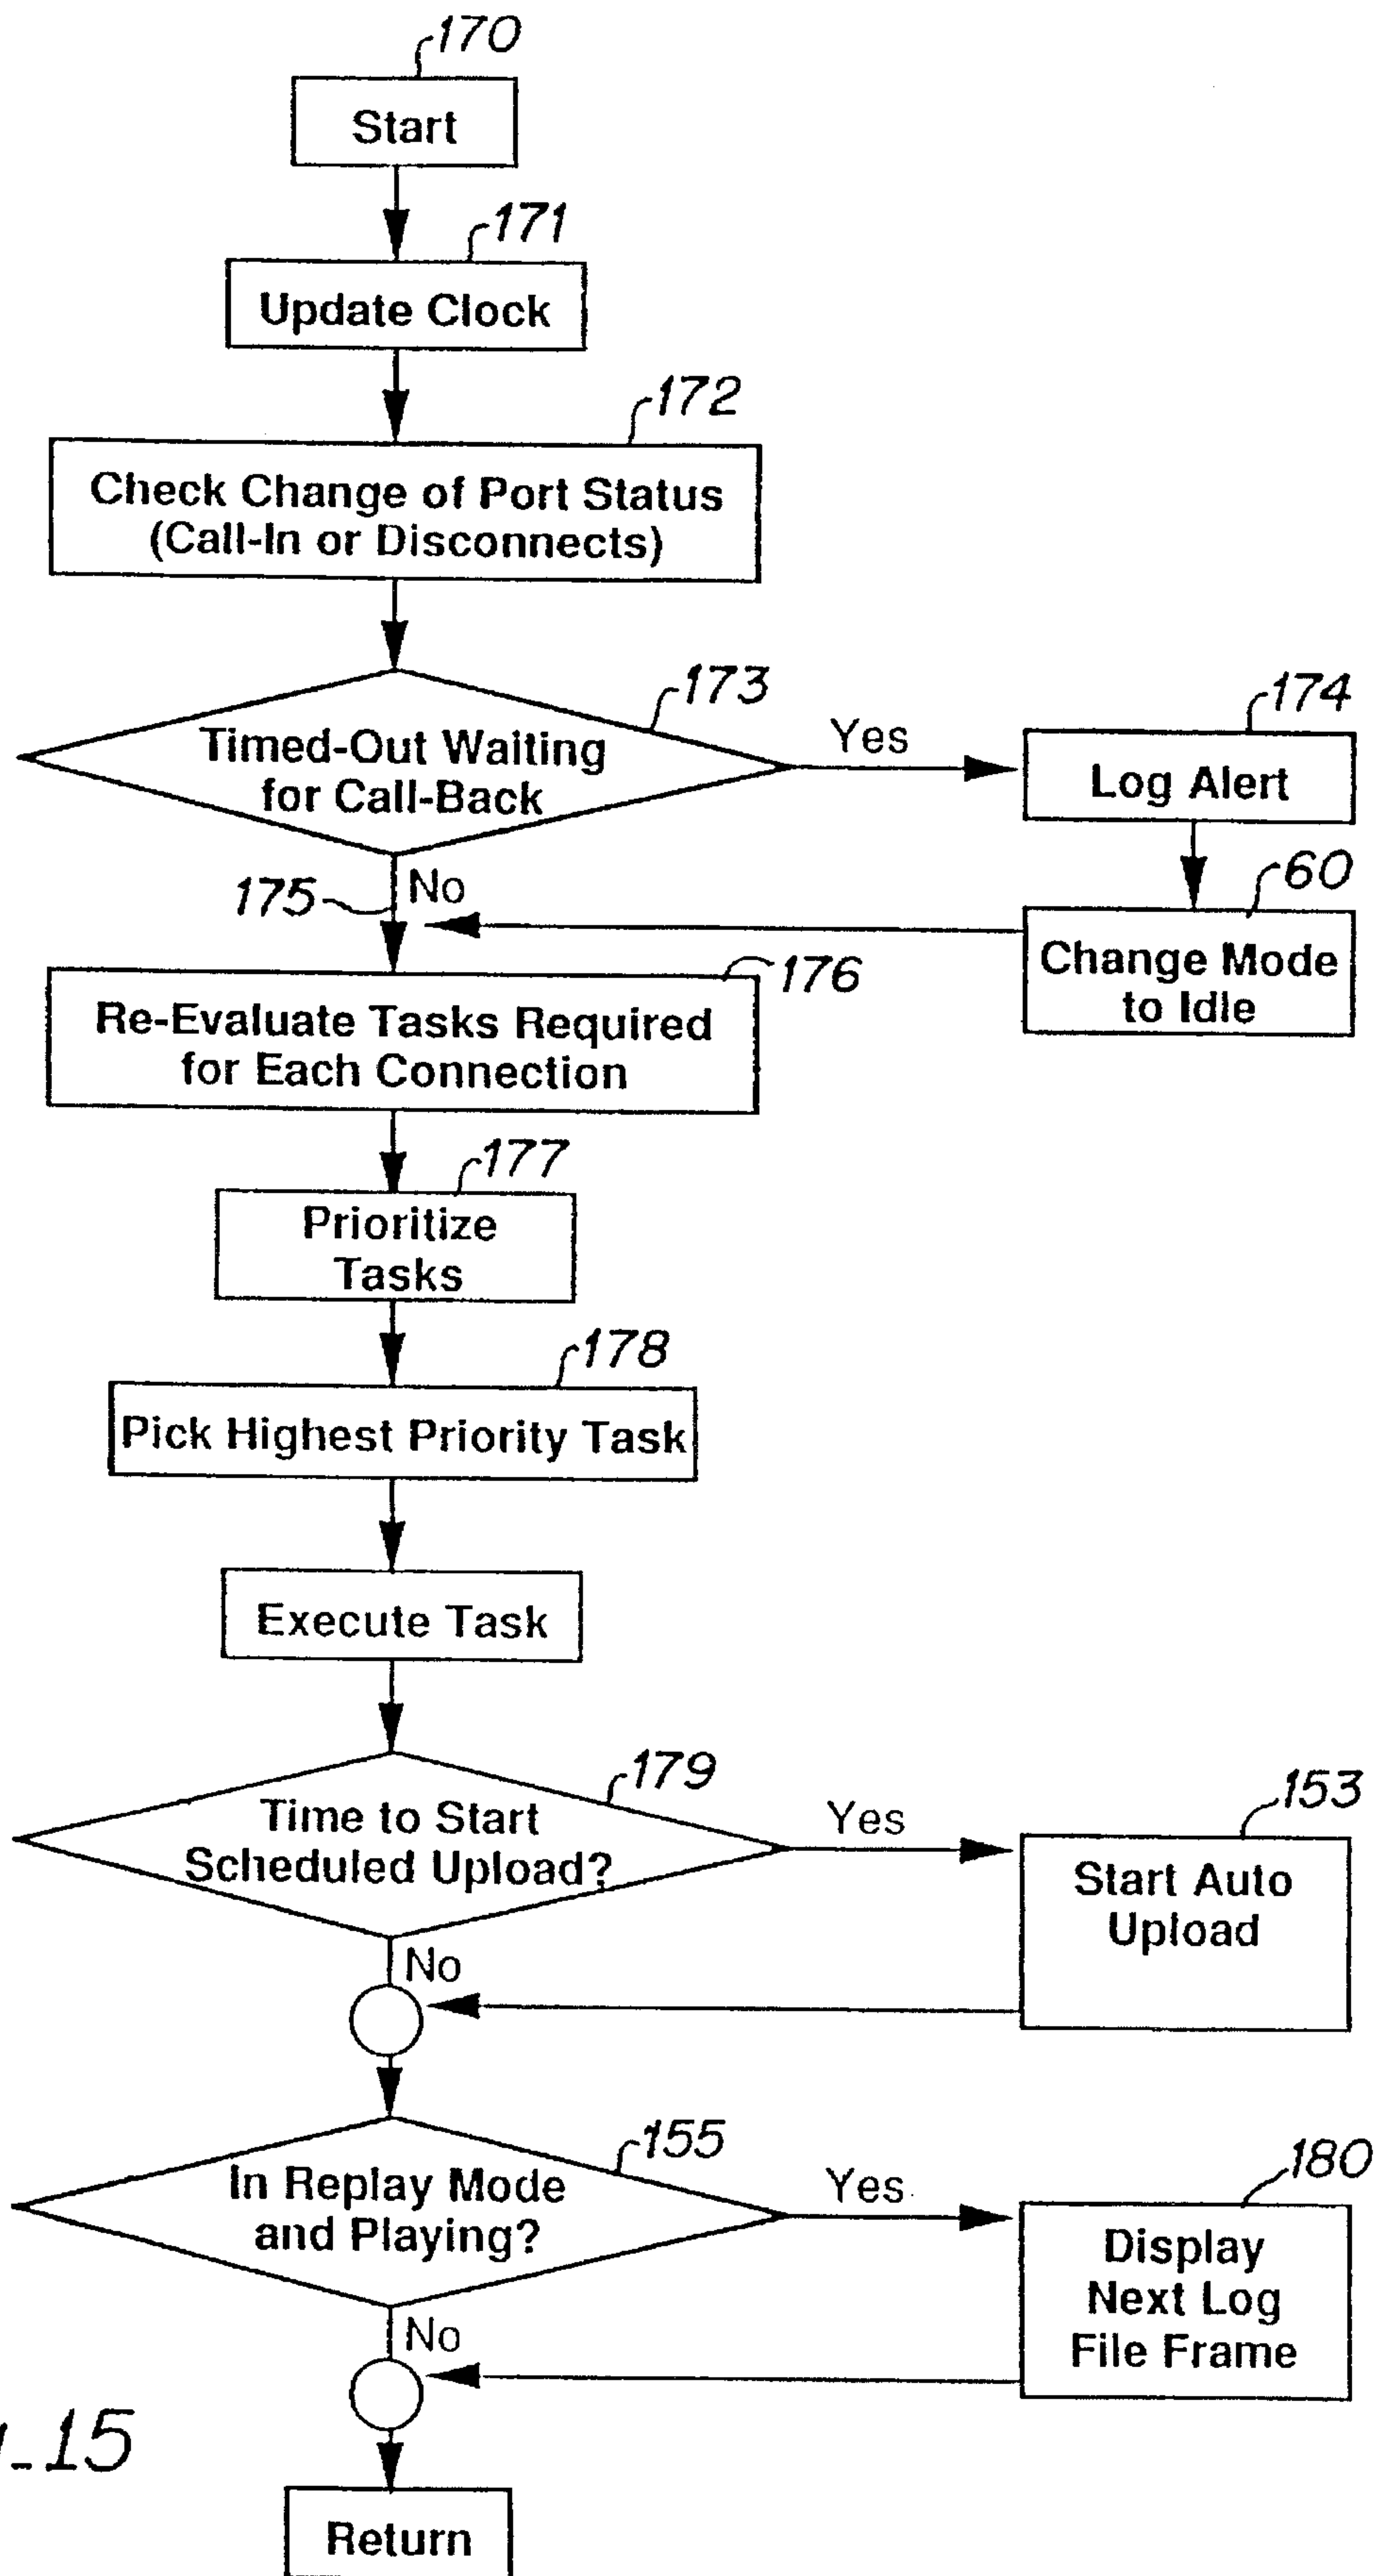 170
Start
171
Update Clock
172
Check Change of Port Status
(Call-In or Disconnects)
173
Timed-Out Waiting
for Call-Back
Yes
174
Log Alert
175
No
60
Change Mode
to Idle
176
Re-Evaluate Tasks Required
for Each Connection
177
Prioritize
Tasks
178
Pick Highest Priority Task
Execute Task
179
Time to Start
Scheduled Upload?
Yes
153
Start Auto
Upload
No
155
In Replay Mode
and Playing?
Yes
180
Display
Next Log
File Frame
No
15
Return